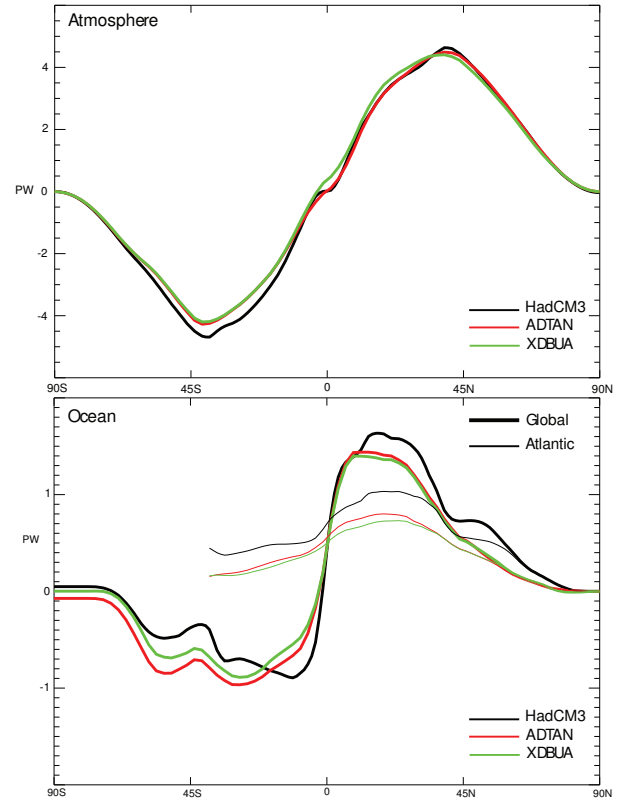 Atmosphere
4
2
PW 0
-2
-4
HadCM3
ADTAN
XDBUA
90S 45S 0 45N 90N
Ocean
Global
Atlantic
1
PW
0
-1
HadCM3
ADTAN
XDBUA
90S 45S 0 45N 90N